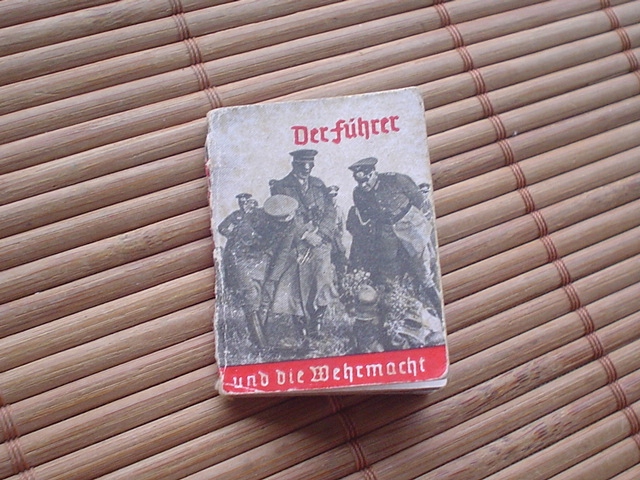 Der Führer
und die Wehrmacht